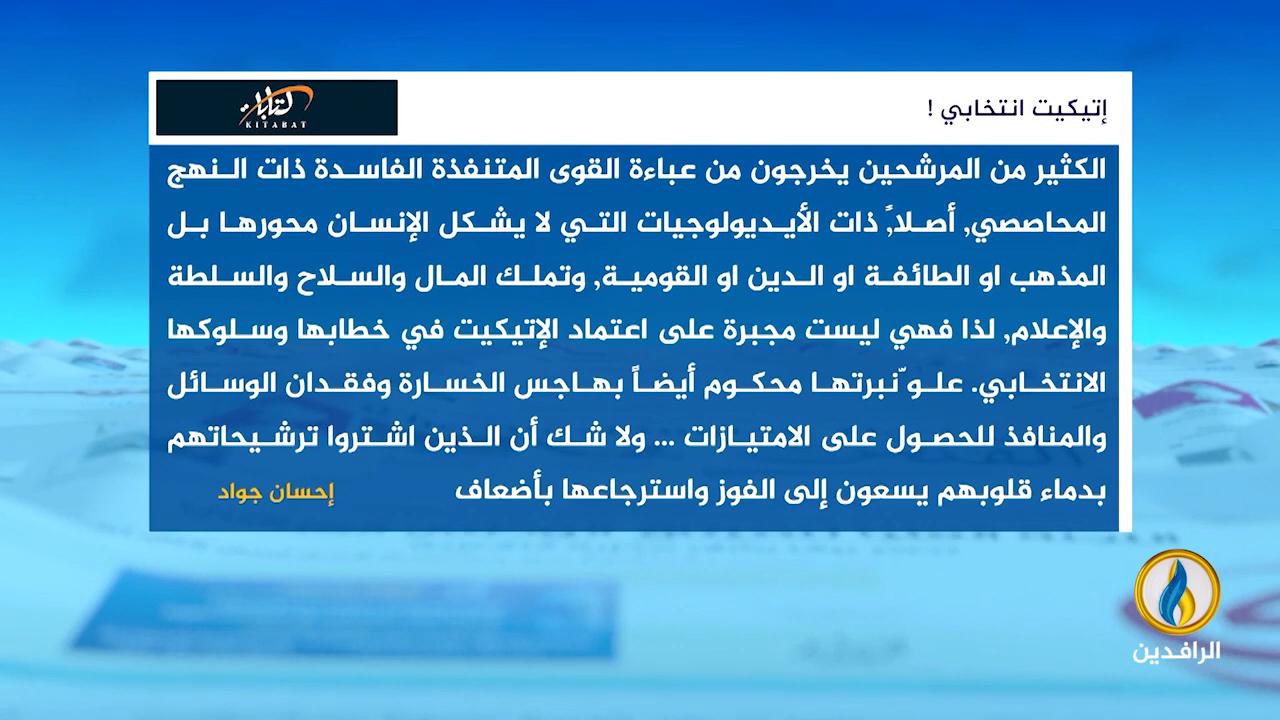 إتيكيت انتخابي !
كتابات
KITABAT
الكثير من المرشحين يخرجون من عباءة القوى المتنفذة الفاسدة ذات النهج
المحاصصي, أصلاً, ذات الأيديولوجيات التي لا يشكل الإنسان محورها بل
المذهب او الطائفة او الدين او القومية, وتملك المال والسلاح والسلطة
والإعلام, لذا فهي ليست مجبرة على اعتماد الإتيكيت في خطابها وسلوكها
الانتخابي. علوّ نبرتها محكوم أيضاً بهاجس الخسارة وفقدان الوسائل
والمنافذ للحصول على الامتيازات ... ولا شك أن الذين اشتروا ترشيحاتهم
بدماء قلوبهم يسعون إلى الفوز واسترجاعها بأضعاف
إحسان جواد
الرافدين